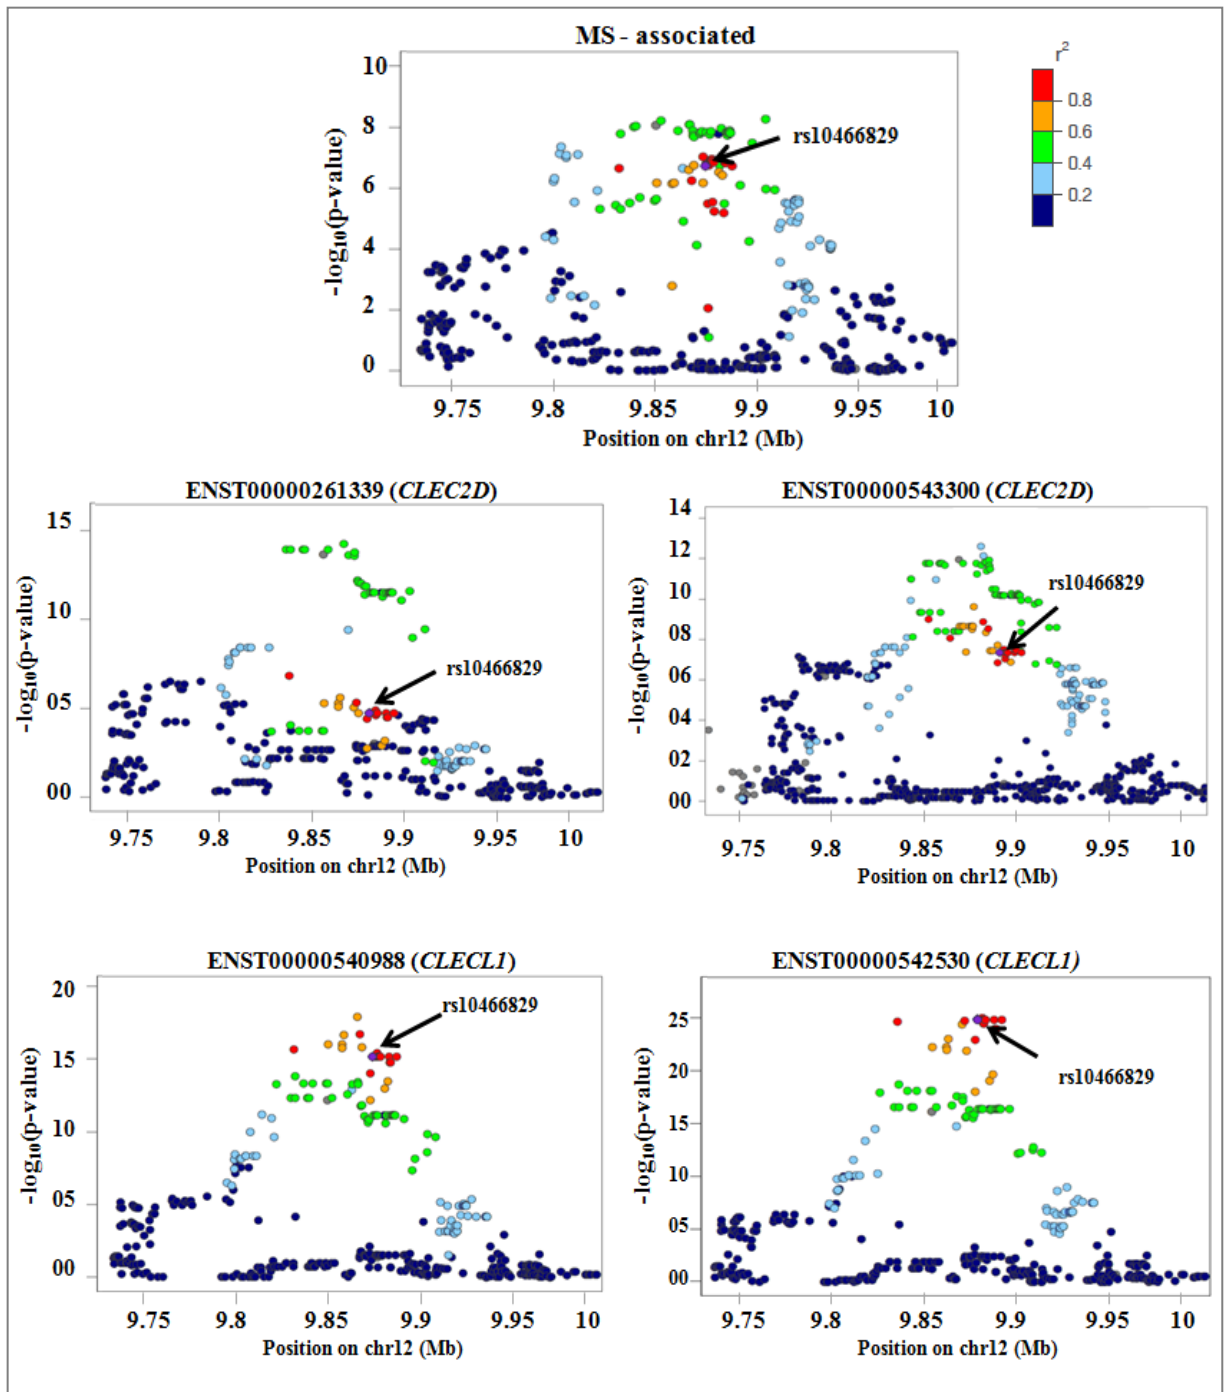 MS - associated
r2
10
8
6
4
2
0
0.8
0.6
0.4
0.2
rs10466829
-log10(p-value)
9.75 9.8 9.85 9.9 9.95 10
Position on chr12 (Mb)
ENST00000261339 (CLEC2D)
15
10
05
00
rs10466829
-log10(p-value)
9.75 9.8 9.85 9.9 9.95 10
Position on chr12 (Mb)
ENST00000543300 (CLEC2D)
14
12
10
08
06
04
02
00
rs10466829
-log10(p-value)
9.75 9.8 9.85 9.9 9.95 10
Position on chr12 (Mb)
ENST00000540988 (CLECL1)
20
15
10
05
00
rs10466829
-log10(p-value)
9.75 9.8 9.85 9.9 9.95 10
Position on chr12 (Mb)
ENST00000542530 (CLECL1)
25
20
15
10
05
00
rs10466829
-log10(p-value)
9.75 9.8 9.85 9.9 9.95 10
Position on chr12 (Mb)